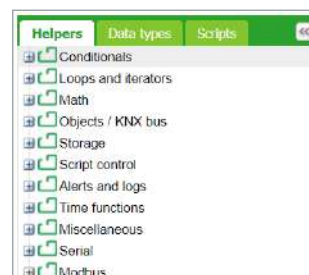 Helpers Data types Scripts
Conditionals
Loops and iterators
Math
Objects / KNX bus
Storage
Script control
Alerts and logs
Time functions
Miscellaneous
Serial
Modbus